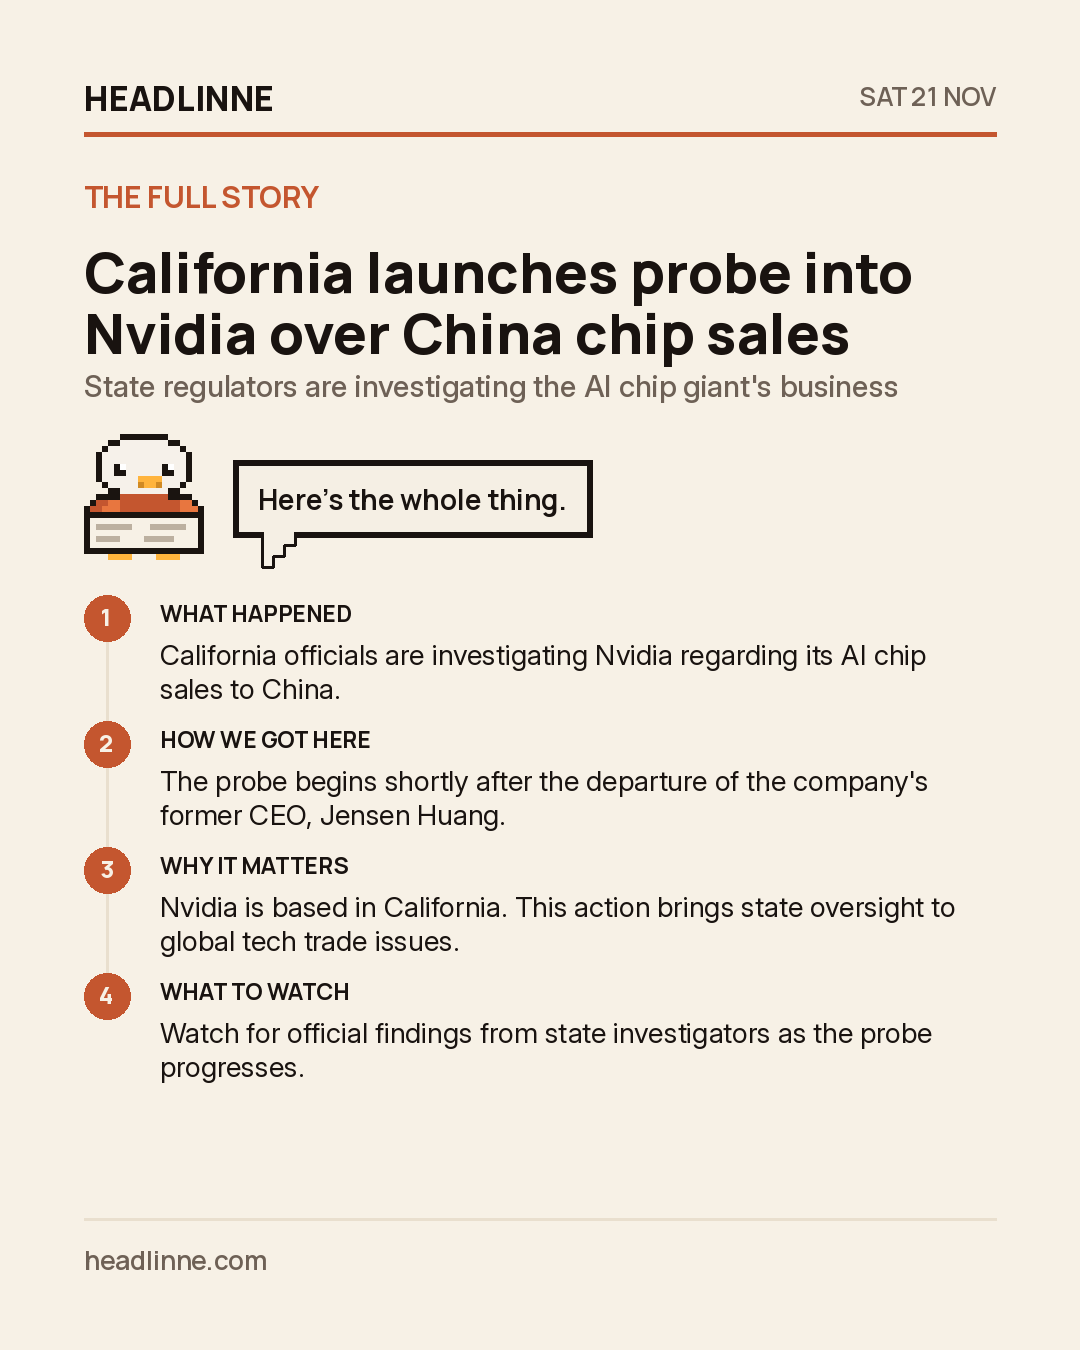 HEADLINNE
SAT 21 NOV
THE FULL STORY
California launches probe into
Nvidia over China chip sales
State regulators are investigating the AI chip giant's business
Here’s the whole thing.
1
WHAT HAPPENED
California officials are investigating Nvidia regarding its AI chip
sales to China.
2
HOW WE GOT HERE
The probe begins shortly after the departure of the company's
former CEO, Jensen Huang.
3
WHY IT MATTERS
Nvidia is based in California. This action brings state oversight to
global tech trade issues.
4
WHAT TO WATCH
Watch for official findings from state investigators as the probe
progresses.
headlinne.com